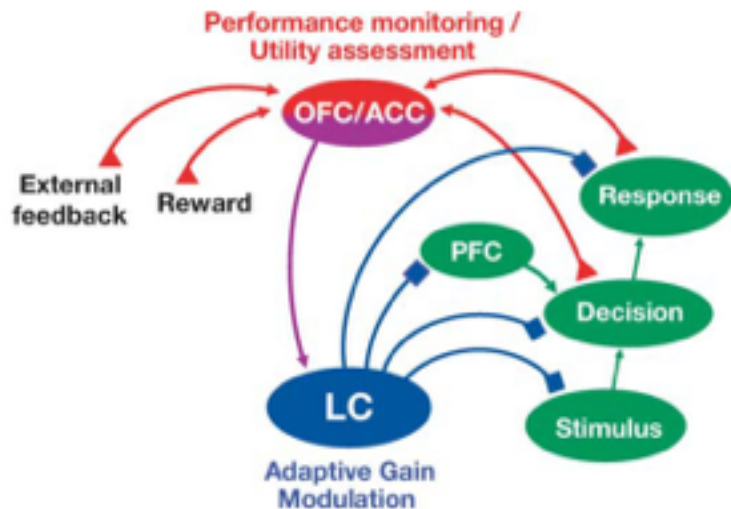 Performance monitoring /
Utility assessment
OFC/ACC
External
feedback
Reward
Response
PFC
Decision
LC
Stimulus
Adaptive Gain
Modulation